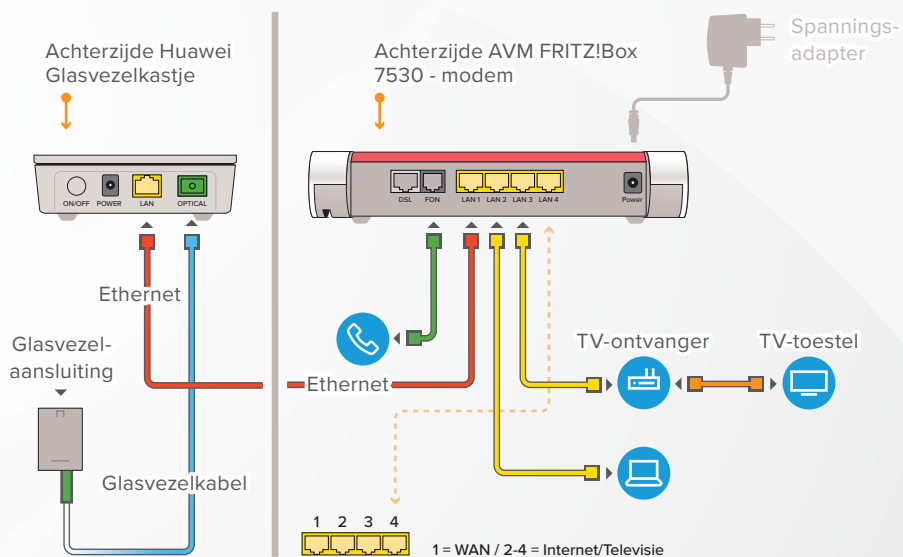 Achterzijde Huawei
Glasvezelkastje
Achterzijde AVM FRITZ!Box
7530 - modem
Spannings-
adapter
ON/OFF POWER LAN OPTICAL
DSL FON LAN 1 LAN 2 LAN 3 LAN 4 Power
Ethernet
Glasvezel-
aansluiting
Ethernet
TV-ontvanger
TV-toestel
Glasvezelkabel
1 2 3 4
1 = WAN / 2-4 = Internet/Televisie